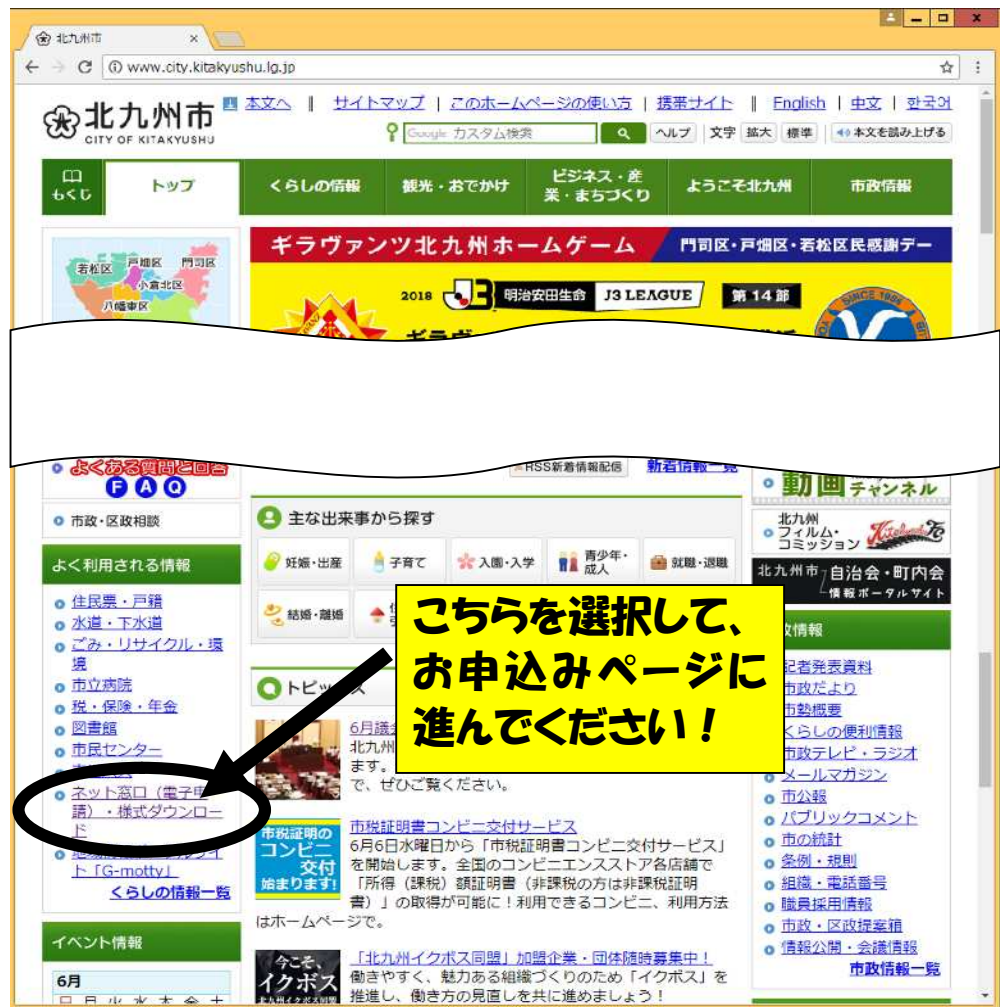 北九州市
www.city.kitakyushu.lg.jp
北九州市
CITY OF KITAKYUSHU
本文へ || サイトマップ | このホームページの使い方 | 携帯サイト || English | 中文 | 한국어
Google カスタム検索
ヘルプ 文字 拡大 標準 本文を読み上げる
もくじ
トップ
くらしの情報
観光・おでかけ
ビジネス・産
業・まちづくり
ようこそ北九州
市政情報
若松区
戸畑区
門司区
小倉北区
八幡東区
ギラヴァンツ北九州ホームゲーム
門司区・戸畑区・若松区民感謝デー
2018 J3 明治安田生命 J3 LEAGUE 第14節
SINCE 1986
よくある質問と回答
FAQ
市政・区政相談
よく利用される情報
住民票・戸籍
水道・下水道
ごみ・リサイクル・環
境
市立病院
税・保険・年金
図書館
市民センター
ネット窓口(電子申
請)・様式ダウンロー
ド
ト「G-motty」
くらしの情報一覧
イベント情報
6月
日 月 火 水 木 金 土
RSS新着情報配信
新着情報一覧
主な出来事から探す
妊娠・出産
子育て
入園・入学
青少年・
成人
就職・退職
結婚・離婚
こちらを選択して、
お申込みページに
進んでください!
トピッ
6月議
北九州
ます。
で、ぜひご覧ください。
市税証明の
コンビニ
交付
始まります!
市税証明書コンビニ交付サービス
6月6日水曜日から「市税証明書コンビニ交付サービス」
を開始します。全国のコンビニエンスストア各店舗で
「所得(課税)額証明書(非課税の方は非課税証明
書)」の取得が可能に!利用できるコンビニ、利用方法
はホームページで。
今こそ、
イクボス
北九州イクボス同盟
「北九州イクボス同盟」加盟企業・団体随時募集中!
働きやすく、魅力ある組織づくりのため「イクボス」を
推進し、働き方の見直しを共に進めましょう!
動画チャンネル
北九州
フィルム・
コミッション
北九州市 自治会・町内会
情報ポータルサイト
情報
記者発表資料
市政だより
市勢概要
くらしの便利情報
市政テレビ・ラジオ
メールマガジン
市公報
パブリックコメント
市の統計
条例・規則
組織・電話番号
職員採用情報
市政・区政提案箱
情報公開・会議情報
市政情報一覧